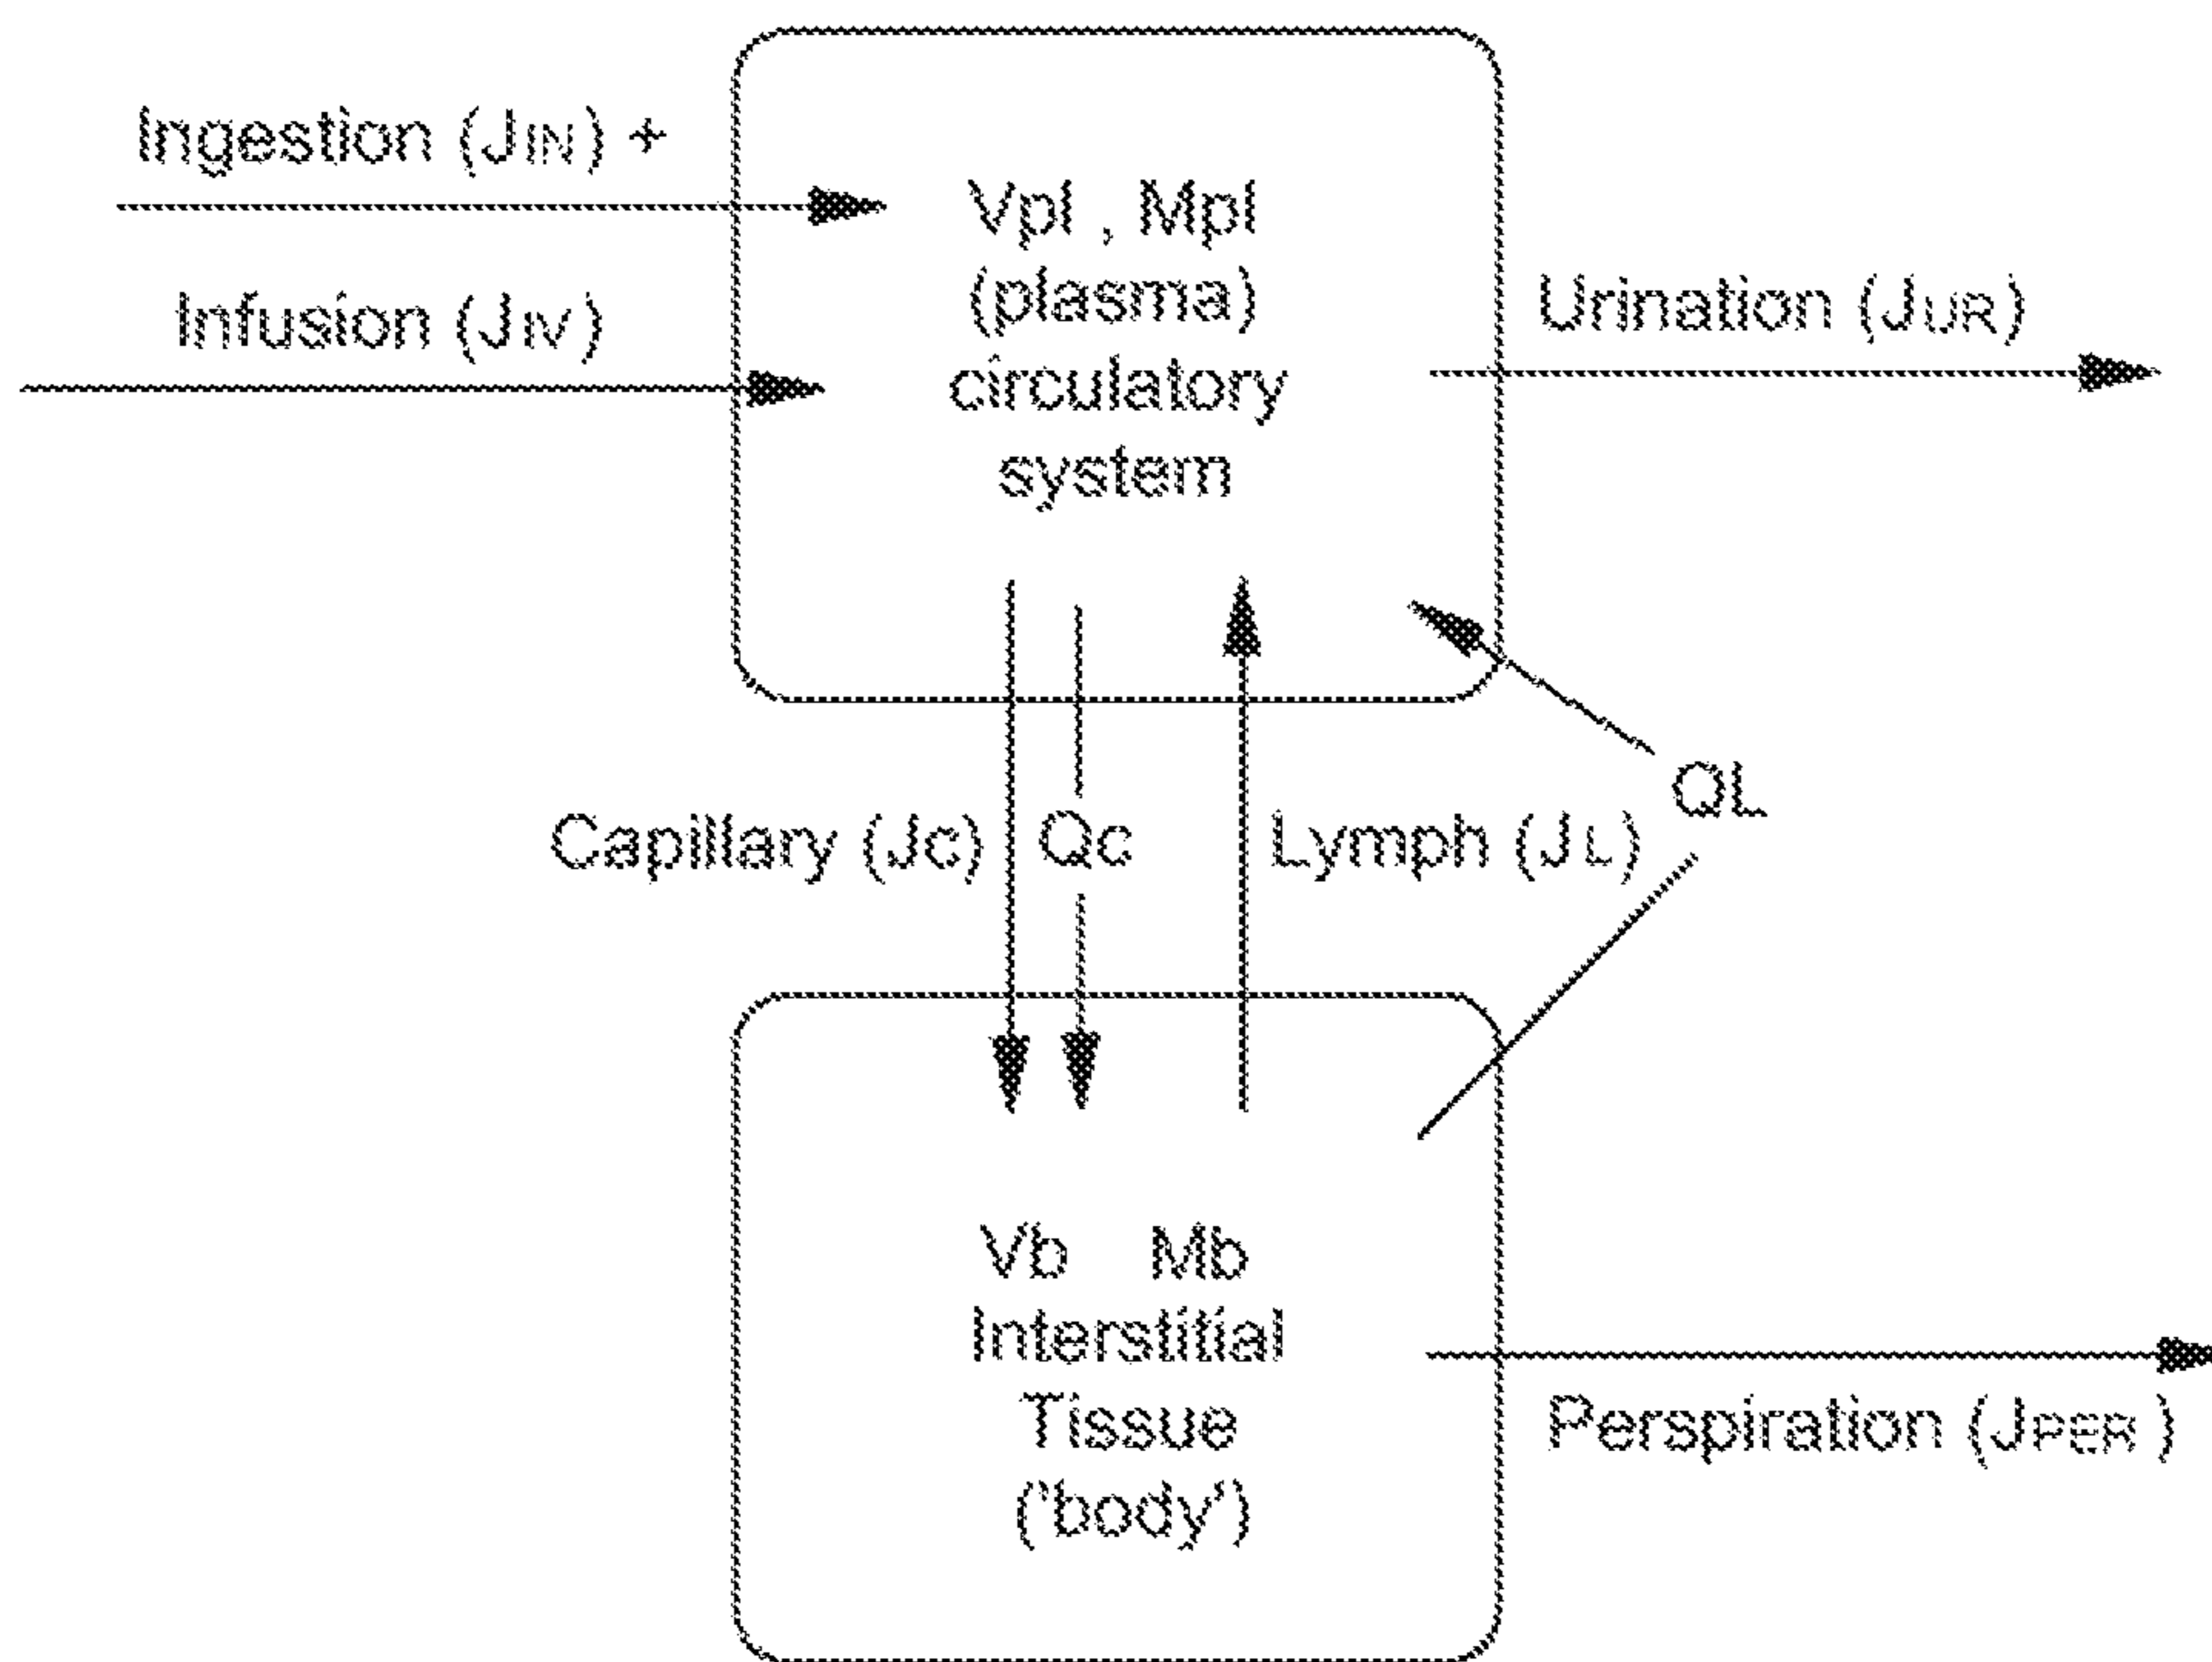 Ingestion (JIN) +
Infusion (JIV)
Vpl , Mpl
(plasma)
circulatory
system
Urination (JUR)
Capillary (JC)
Qc
Lymph (JL)
QL
Vb Mb
Interstitial
Tissue
('body')
Perspiration (JPER )